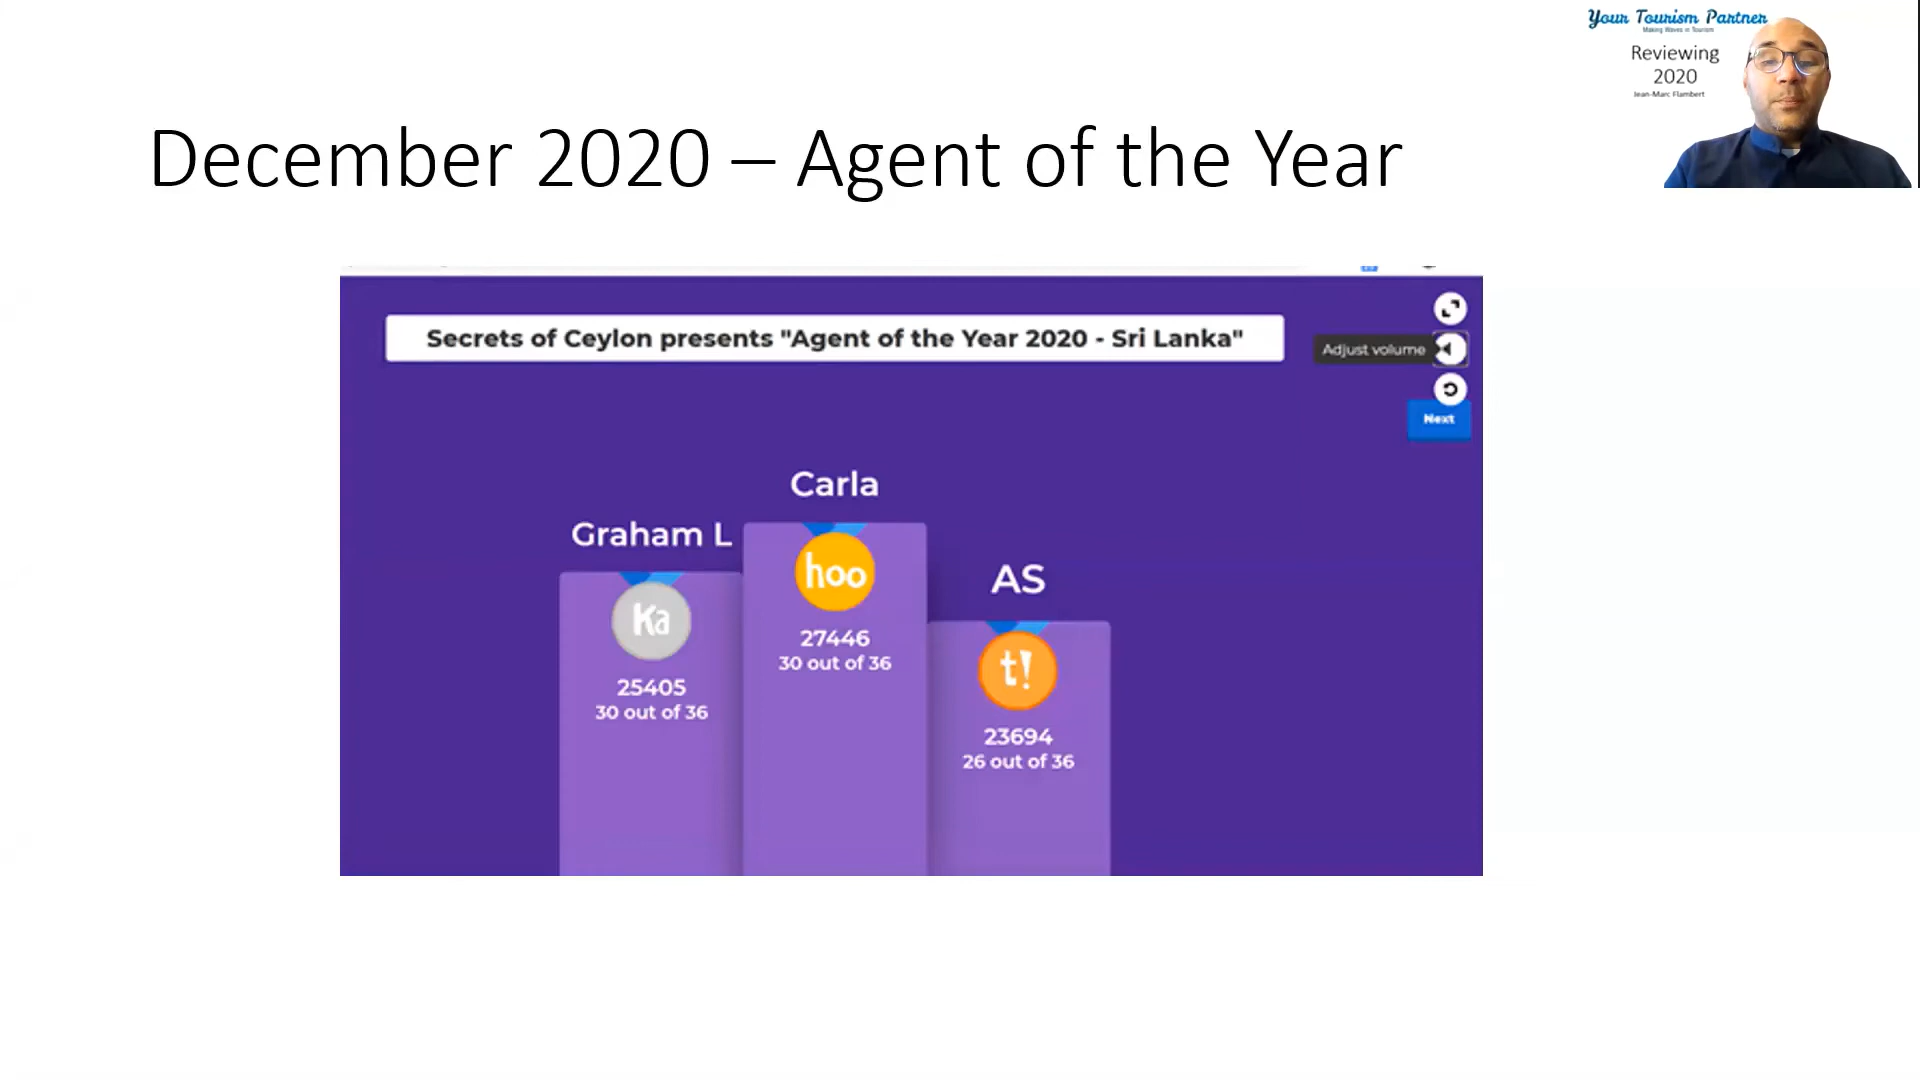 Your Tourism Partner
Making Waves in Tourism
Reviewing
2020
Jean-Marc Flambert
December 2020 – Agent of the Year
Secrets of Ceylon presents "Agent of the Year 2020 - Sri Lanka"
Adjust volume
Next
Carla
Graham L
AS
hoo
Ka
t!
27446
30 out of 36
25405
30 out of 36
23694
26 out of 36